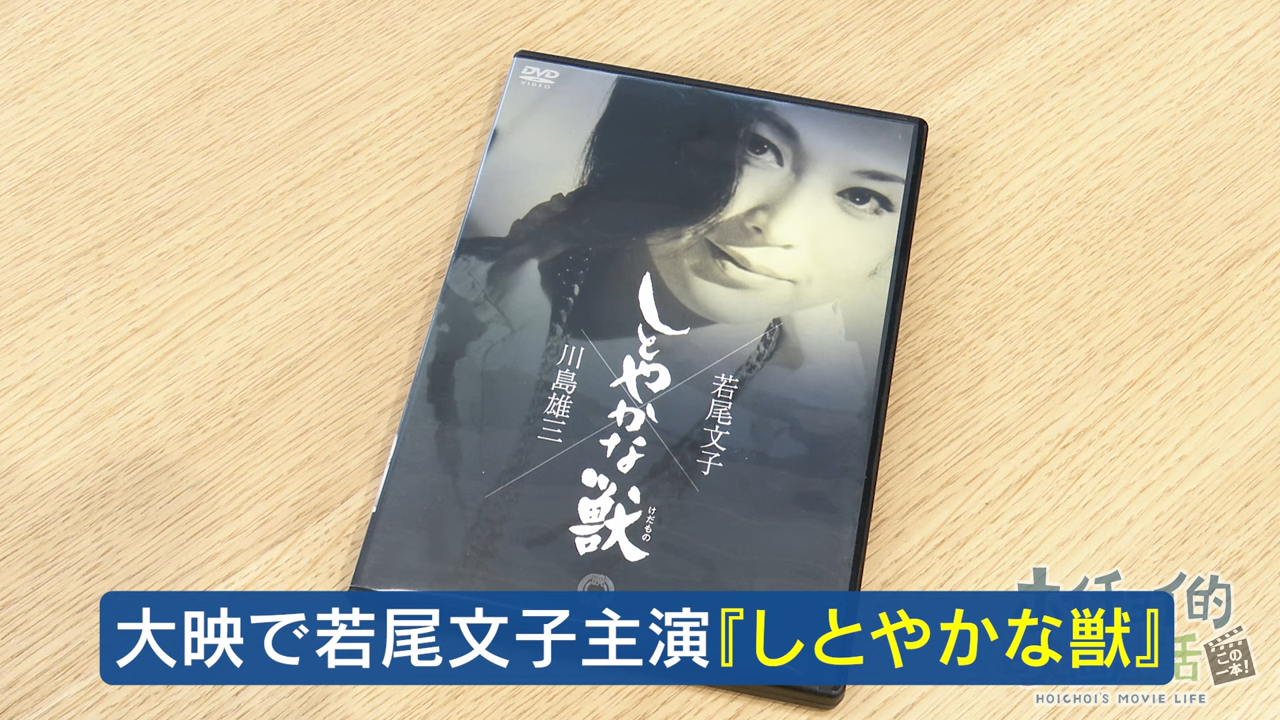 DVD
VIDEO
しとやかな獣
けだもの
若尾文子
川島雄三
大映で若尾文子主演『しとやかな獣』
的
活
この
一本!
HOICHOI'S MOVIE LIFE